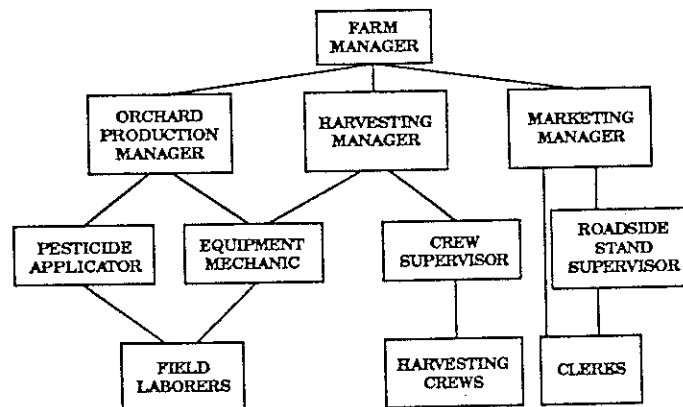 FARM
MANAGER
ORCHARD
PRODUCTION
MANAGER
HARVESTING
MANAGER
MARKETING
MANAGER
PESTICIDE
APPLICATOR
EQUIPMENT
MECHANIC
CREW
SUPERVISOR
ROADSIDE
STAND
SUPERVISOR
FIELD
LABORERS
HARVESTING
CREWS
CLERKS